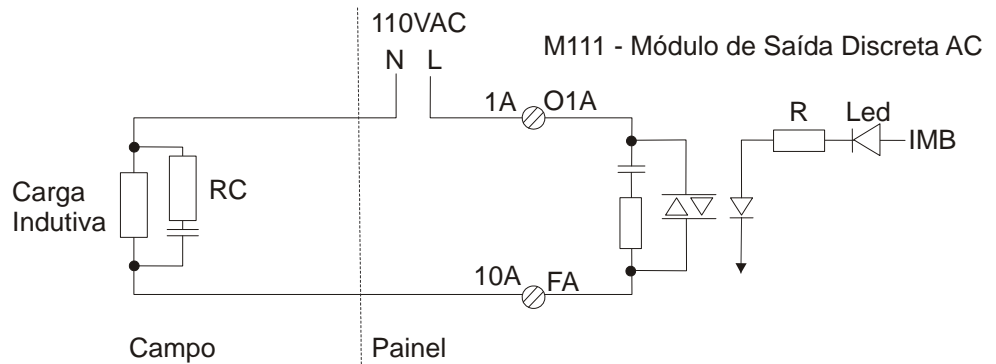 110VAC
N L
M111 - Módulo de Saída Discreta AC
1A O1A
R Led
IMB
RC
Carga
Indutiva
10A FA
Campo
Painel